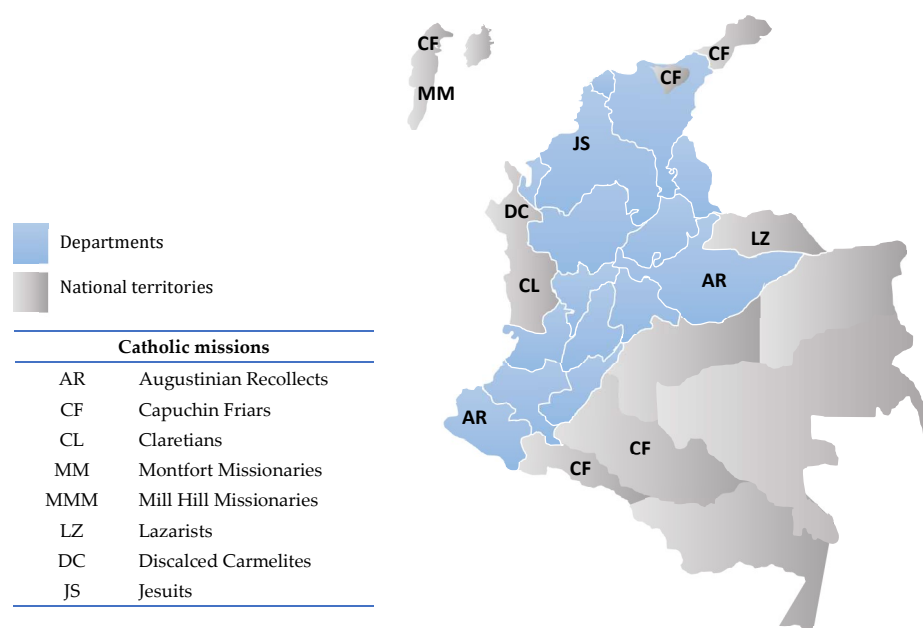 CF
CF
CF
MM
JS
DC
LZ
Departments
AR
National territories
CL
Catholic missions
AR Augustinian Recollects
CF Capuchin Friars
CL Claretians
MM Montfort Missionaries
MMM Mill Hill Missionaries
LZ Lazarists
DC Discalced Carmelites
JS Jesuits
AR
CF
CF